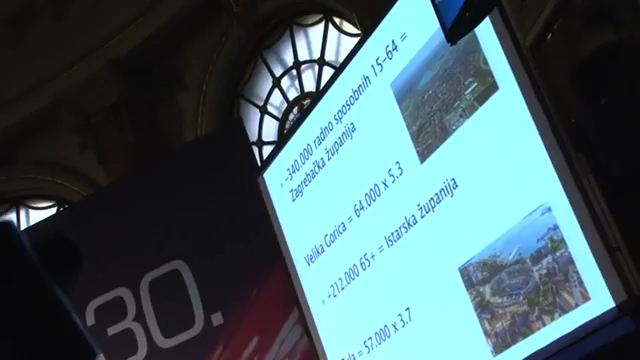 -340.000 radno sposobnih 15-64 =
Zagrebačka županija
Velika Gorica = 64.000 x 5.3
+212.000 65+ = Istarska županija
= 57.000 x 3.7
30.